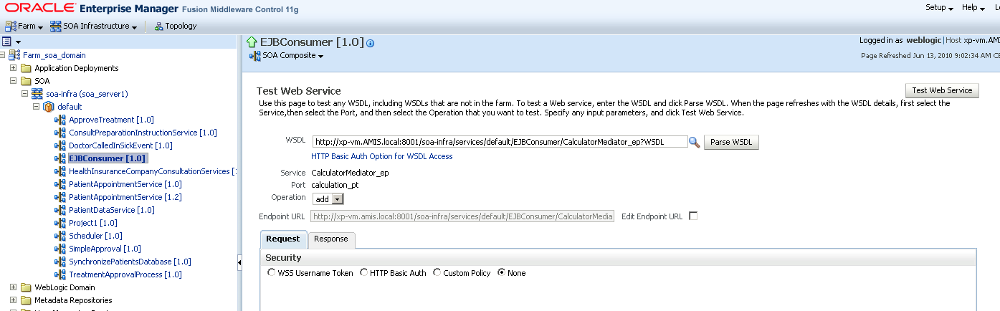 ORACLE Enterprise Manager Fusion Middleware Control 11g
Setup Help
Farm SOA Infrastructure Topology
Farm_soa_domain
Application Deployments
SOA
soa-infra (soa_server1)
default
ApproveTreatment [1.0]
ConsultPreparationInstructionService [1.0]
DoctorCalledInSickEvent [1.0]
EJBConsumer [1.0]
HealthInsuranceCompanyConsultationServices [1
PatientAppointmentService [1.0]
PatientAppointmentService [1.2]
PatientDataService [1.0]
Project1 [1.0]
Scheduler [1.0]
SimpleApproval [1.0]
SynchronizePatientsDatabase [1.0]
TreatmentApprovalProcess [1.0]
WebLogic Domain
Metadata Repositories
EJBConsumer [1.0]
SOA Composite
Logged in as weblogic|Host xp-vm.AMI
Page Refreshed Jun 13, 2010 9:02:34 AM CE
Test Web Service
Test Web Service
Use this page to test any WSDL, including WSDLs that are not in the farm. To test a Web service, enter the WSDL and click Parse WSDL. When the page refreshes with the WSDL details, first select the
Service,then select the Port, and then select the Operation that you want to test. Specify any input parameters, and click Test Web Service.
WSDL http://xp-vm.AMIS.local:8001/soa-infra/services/default/EJBConsumer/CalculatorMediator_ep?WSDL Parse WSDL
HTTP Basic Auth Option for WSDL Access
Service CalculatorMediator_ep
Port calculation_pt
Operation add
Endpoint URL http://xp-vm.amis.local:8001/soa-infra/services/default/EJBConsumer/CalculatorMedia Edit Endpoint URL
Request Response
Security
WSS Username Token HTTP Basic Auth Custom Policy None